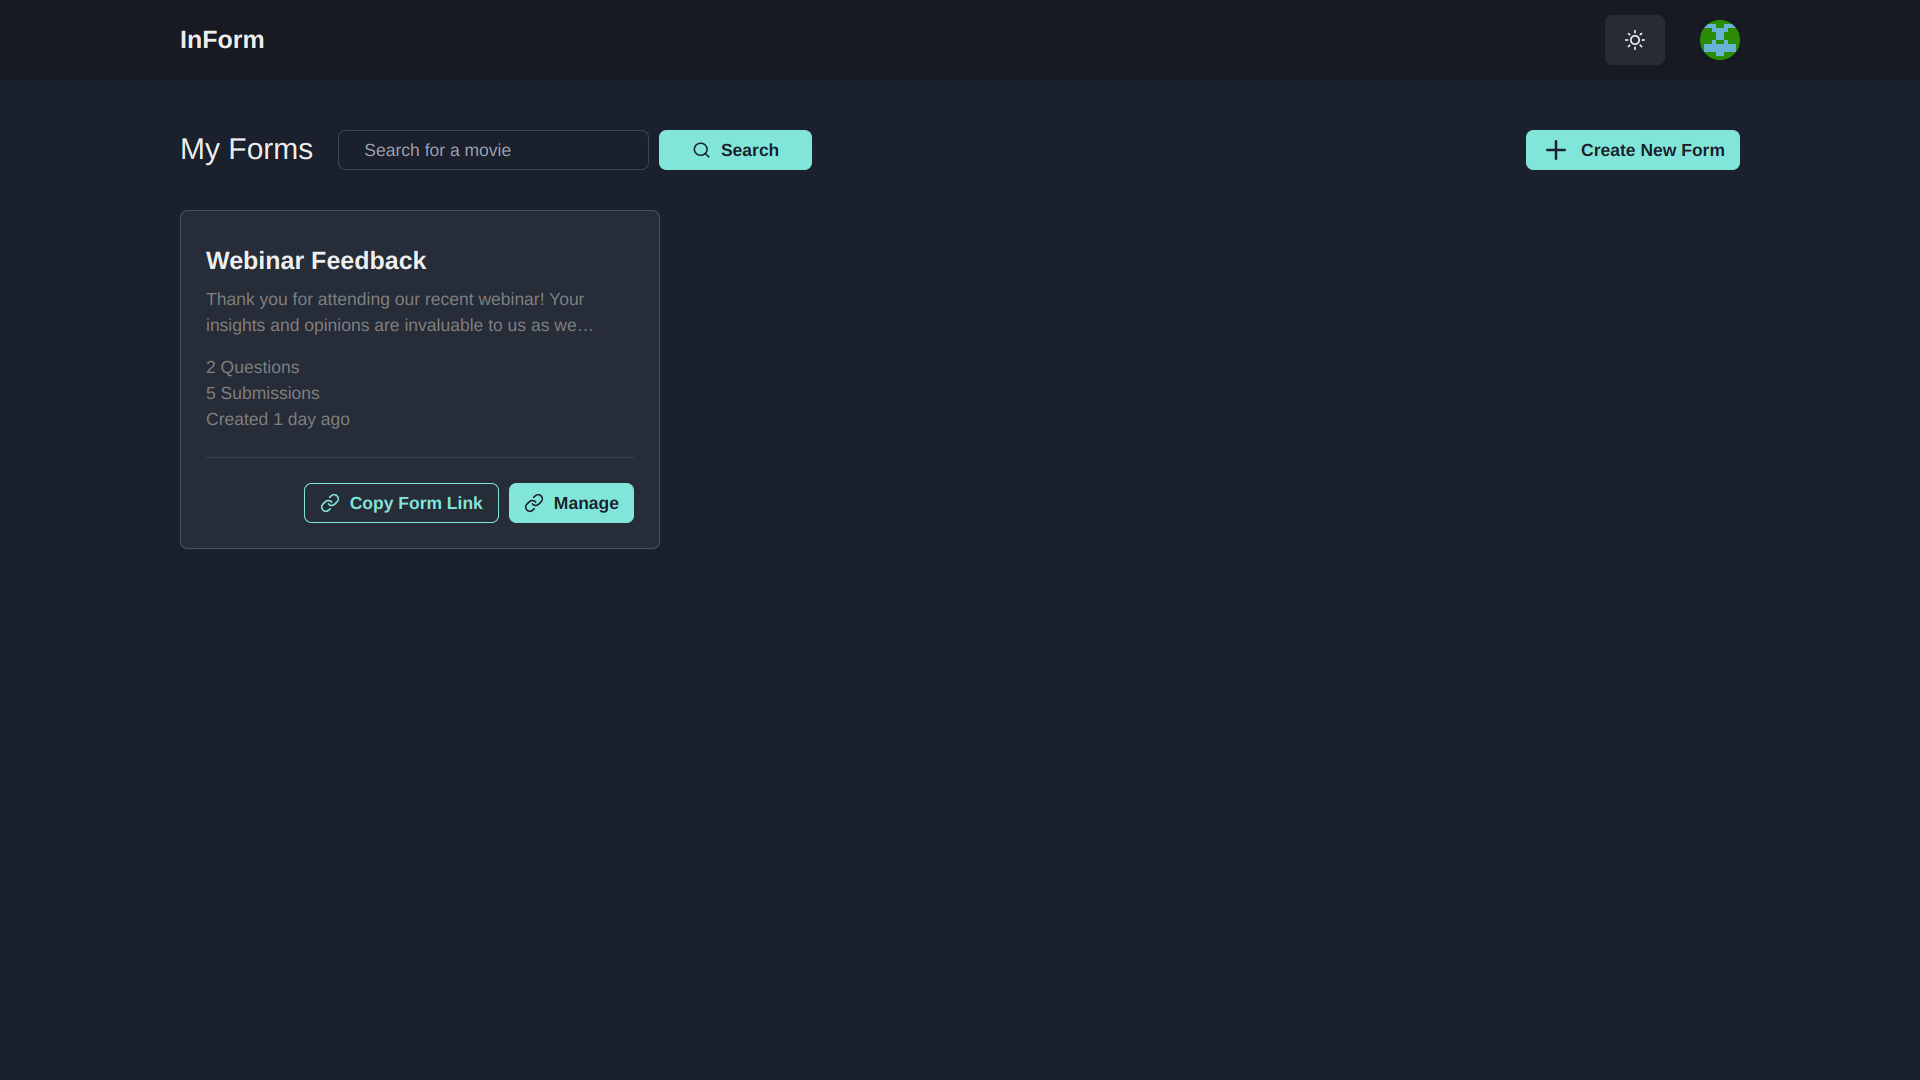 InForm
My Forms
Search for a movie
Search
Create New Form
Webinar Feedback
Thank you for attending our recent webinar! Your
insights and opinions are invaluable to us as we…
2 Questions
5 Submissions
Created 1 day ago
Copy Form Link
Manage